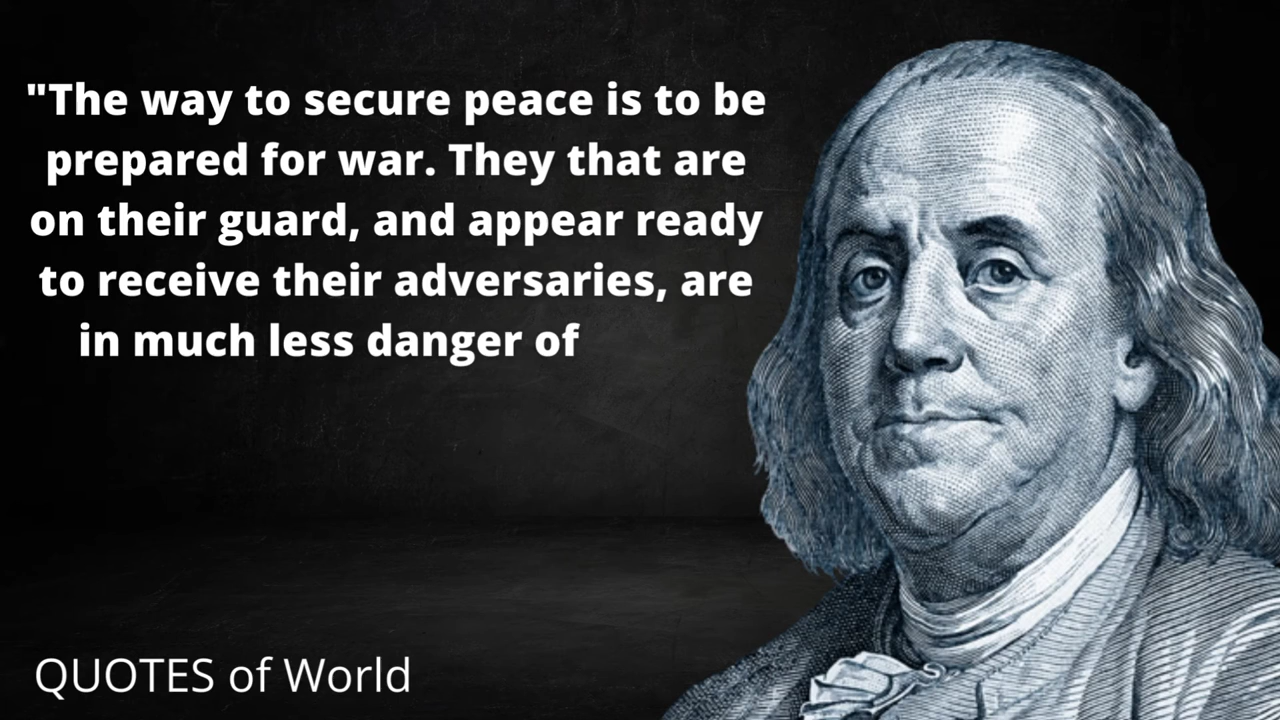 "The way to secure peace is to be
prepared for war. They that are
on their guard, and appear ready
to receive their adversaries, are
in much less danger of
QUOTES of World